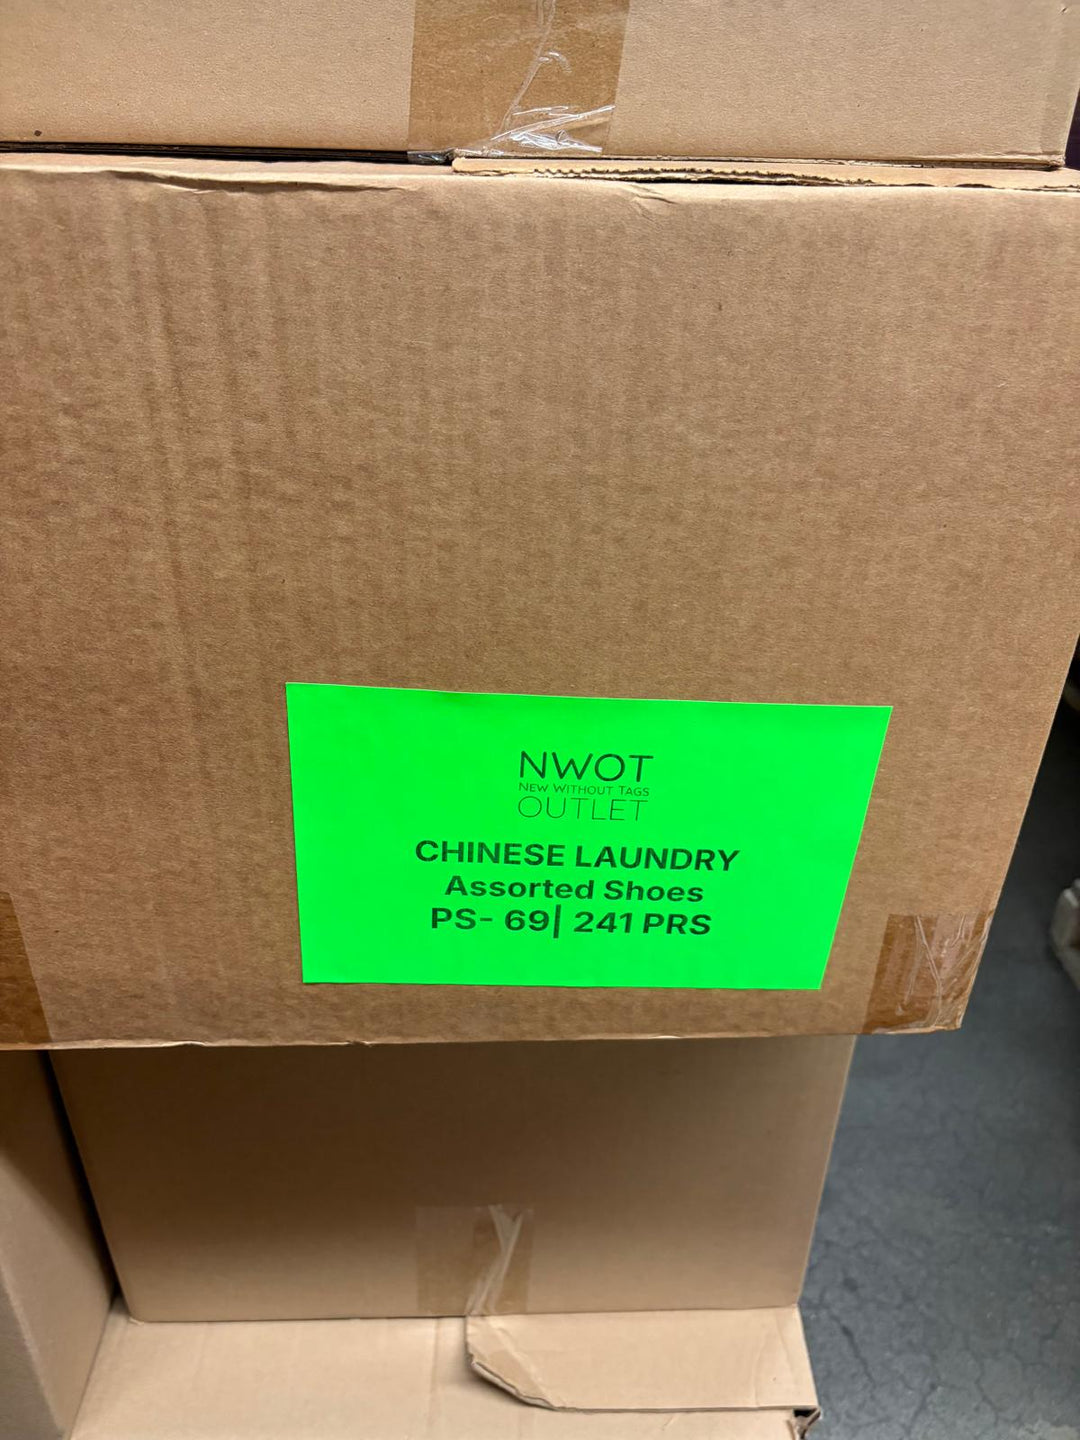 NWOT
NEW WITHOUT TAGS
OUTLET
CHINESE LAUNDRY
Assorted Shoes
PS- 69| 241 PRS